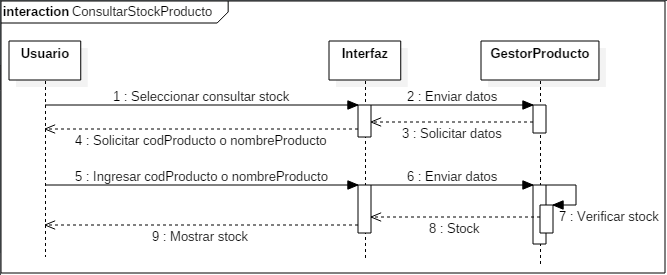 interaction ConsultarStockProducto
Usuario
Interfaz
GestorProducto
1 : Seleccionar consultar stock
2 : Enviar datos
3 : Solicitar datos
4 : Solicitar codProducto o nombreProducto
5 : Ingresar codProducto o nombreProducto
6 : Enviar datos
7 : Verificar stock
8 : Stock
9 : Mostrar stock